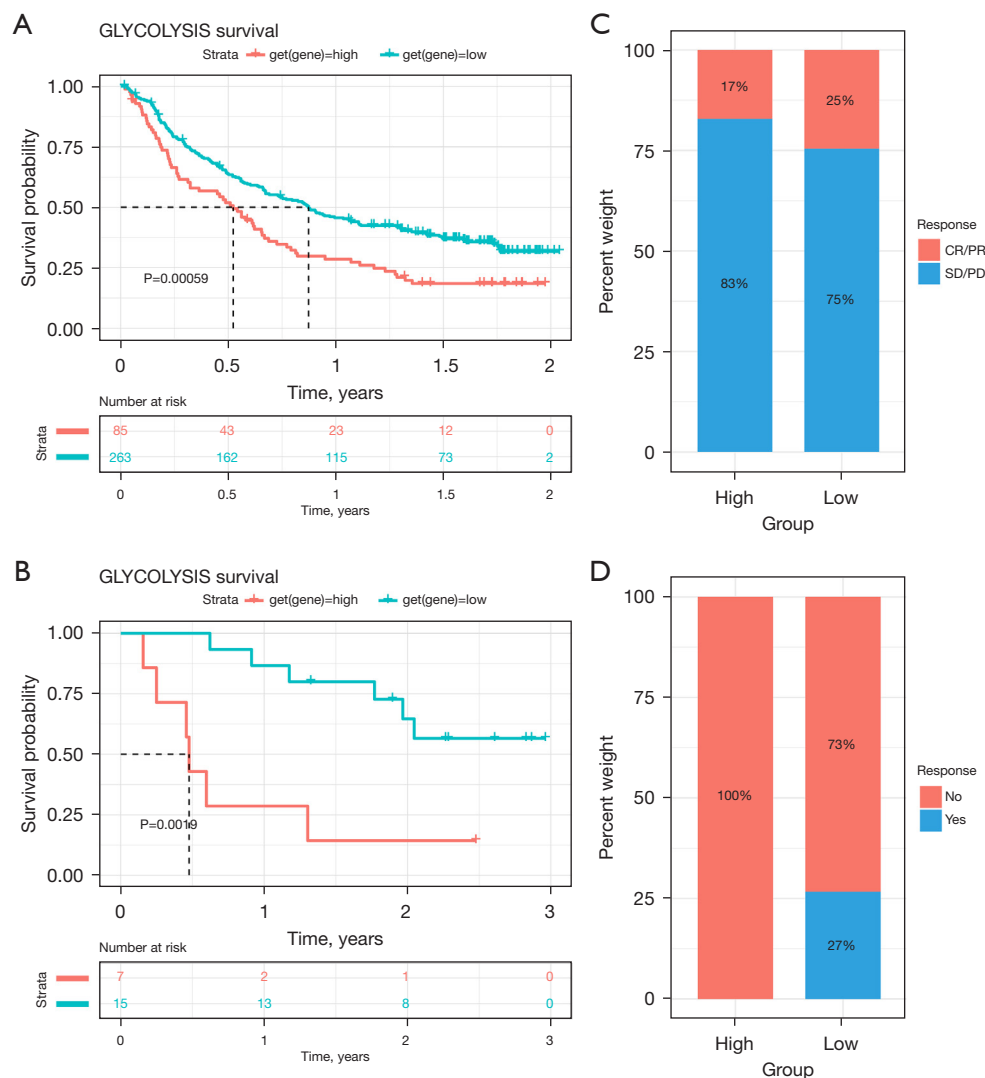 A
GLYCOLYSIS survival
Strata get(gene)=high get(gene)=low
Survival probability
1.00
0.75
0.50
0.25
0.00
P=0.00059
0 0.5 1 1.5 2
Time, years
Number at risk
Strata
85 43 23 12 0
263 162 115 73 2
0 0.5 1 1.5 2
Time, years
B
GLYCOLYSIS survival
Strata get(gene)=high get(gene)=low
Survival probability
1.00
0.75
0.50
0.25
0.00
P=0.0019
0 1 2 3
Time, years
Number at risk
Strata
7 2 1 0
15 13 8 0
0 1 2 3
Time, years
C
Percent weight
100
75
50
25
0
17%
25%
83%
75%
High Low
Group
Response
CR/PR
SD/PD
D
Percent weight
100
75
50
25
0
73%
100%
27%
High Low
Group
Response
No
Yes